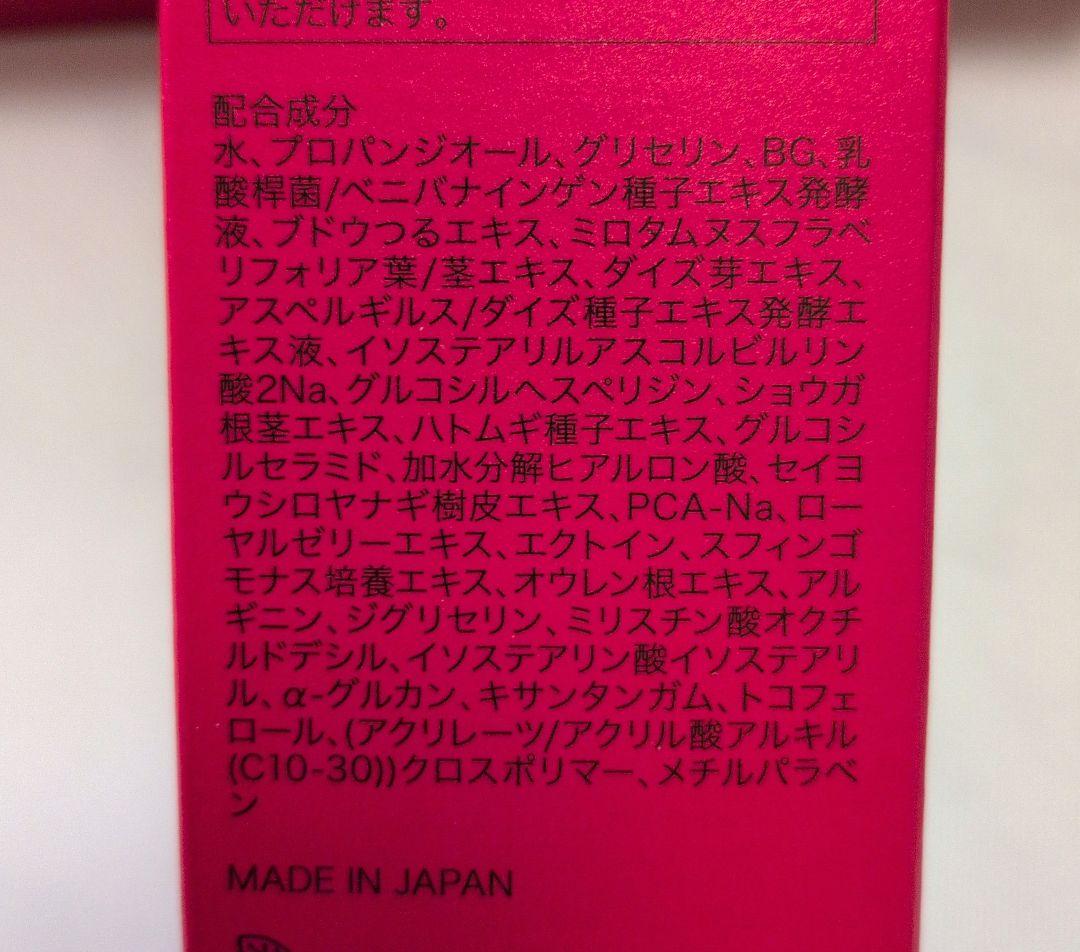 いただけます。
配合成分
水、プロパンジオール、グリセリン、BG、乳
酸桿菌/ベニバナインゲン種子エキス発酵
液、ブドウつるエキス、ミロタムヌスフラベ
リフォリア葉/茎エキス、ダイズ芽エキス、
アスペルギルス/ダイズ種子エキス発酵エ
キス液、イソステアリルアスコルビルリン
酸2Na、グルコシルヘスペリジン、ショウガ
根茎エキス、ハトムギ種子エキス、グルコシ
ルセラミド、加水分解ヒアルロン酸、セイヨ
ウシロヤナギ樹皮エキス、PCA-Na、ロー
ヤルゼリーエキス、エクトイン、スフィンゴ
モナス培養エキス、オウレン根エキス、アル
ギニン、ジグリセリン、ミリスチン酸オクチ
ルドデシル、イソステアリン酸イソステアリ
ル、α-グルカン、キサンタンガム、トコフェ
ロール、(アクリレーツ/アクリル酸アルキル
(C10-30))クロスポリマー、メチルパラベ
ン
MADE IN JAPAN